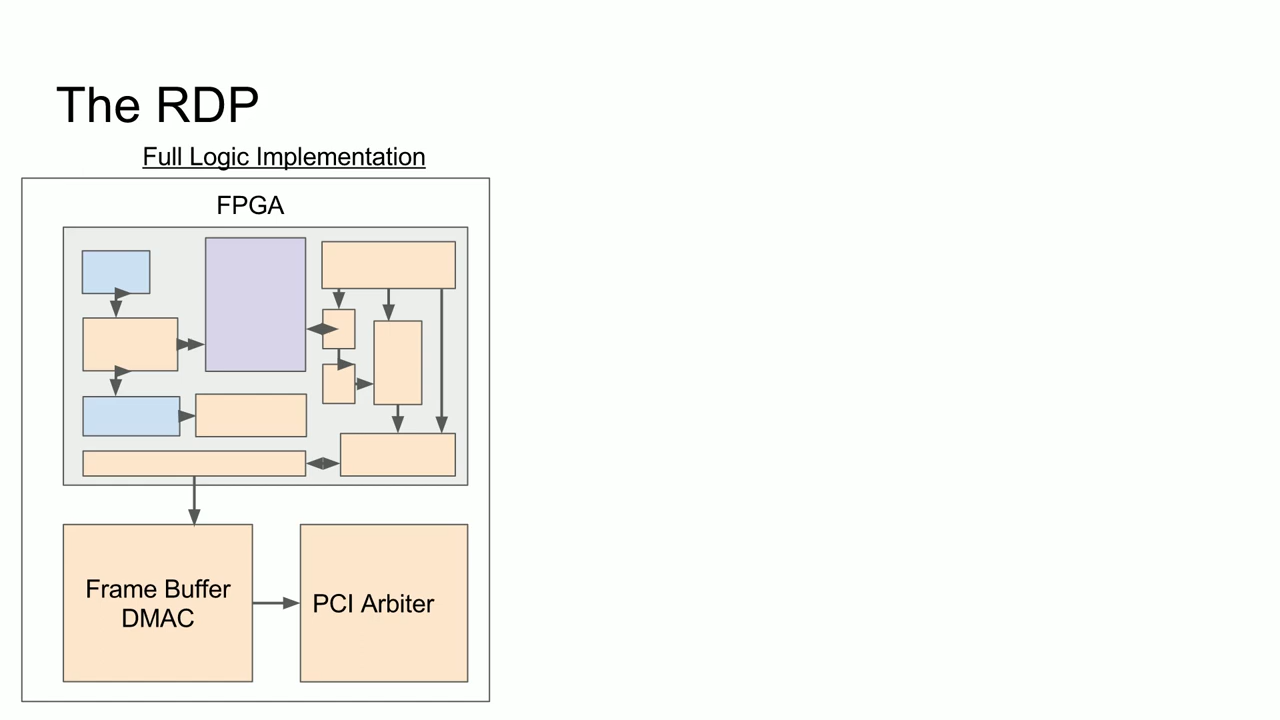 The RDP
Full Logic Implementation
FPGA
Frame Buffer
DMAC
PCI Arbiter